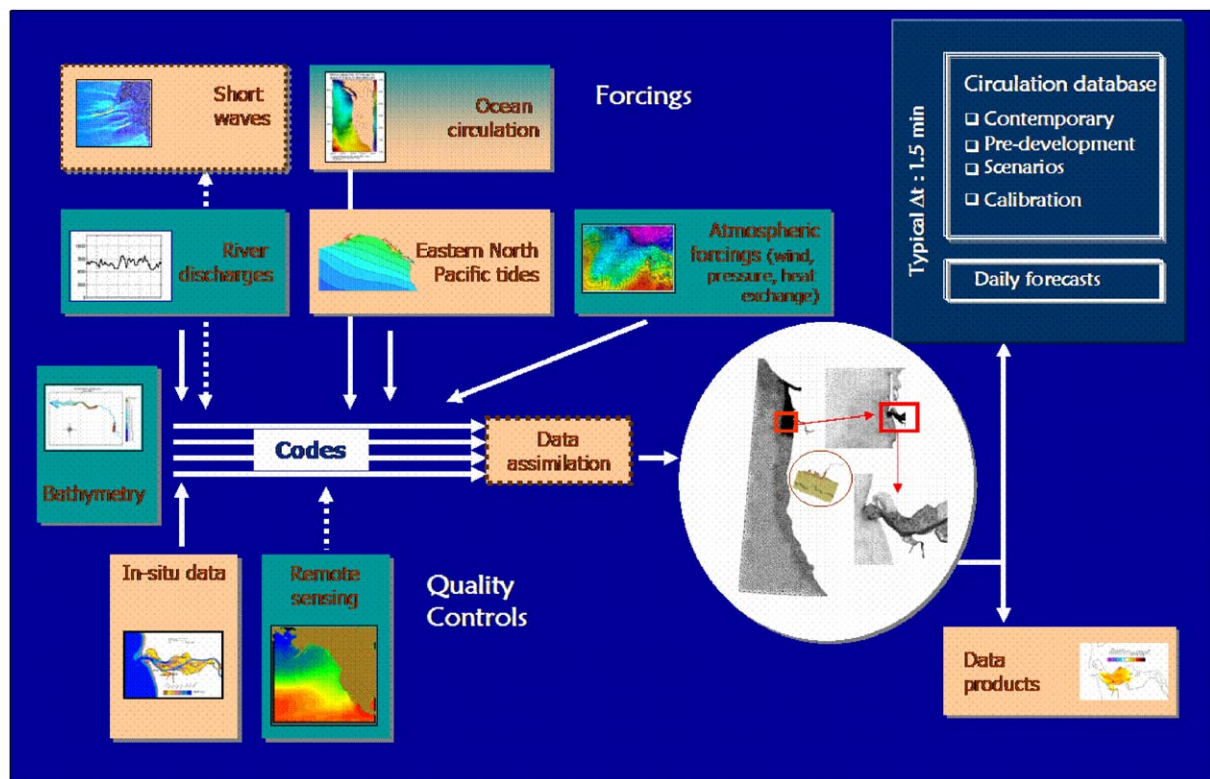 Short
waves
Ocean
circulation
Forcings
River
discharges
Eastern North
Pacific tides
Atmospheric
forcings (wind,
pressure, heat
exchange)
Typical Δt : 1.5 min
Circulation database
Contemporary
Pre-development
Scenarios
Calibration
Daily forecasts
Bathymetry
Codes
Data
assimilation
In-situ data
Remote
sensing
Quality
Controls
Data
products